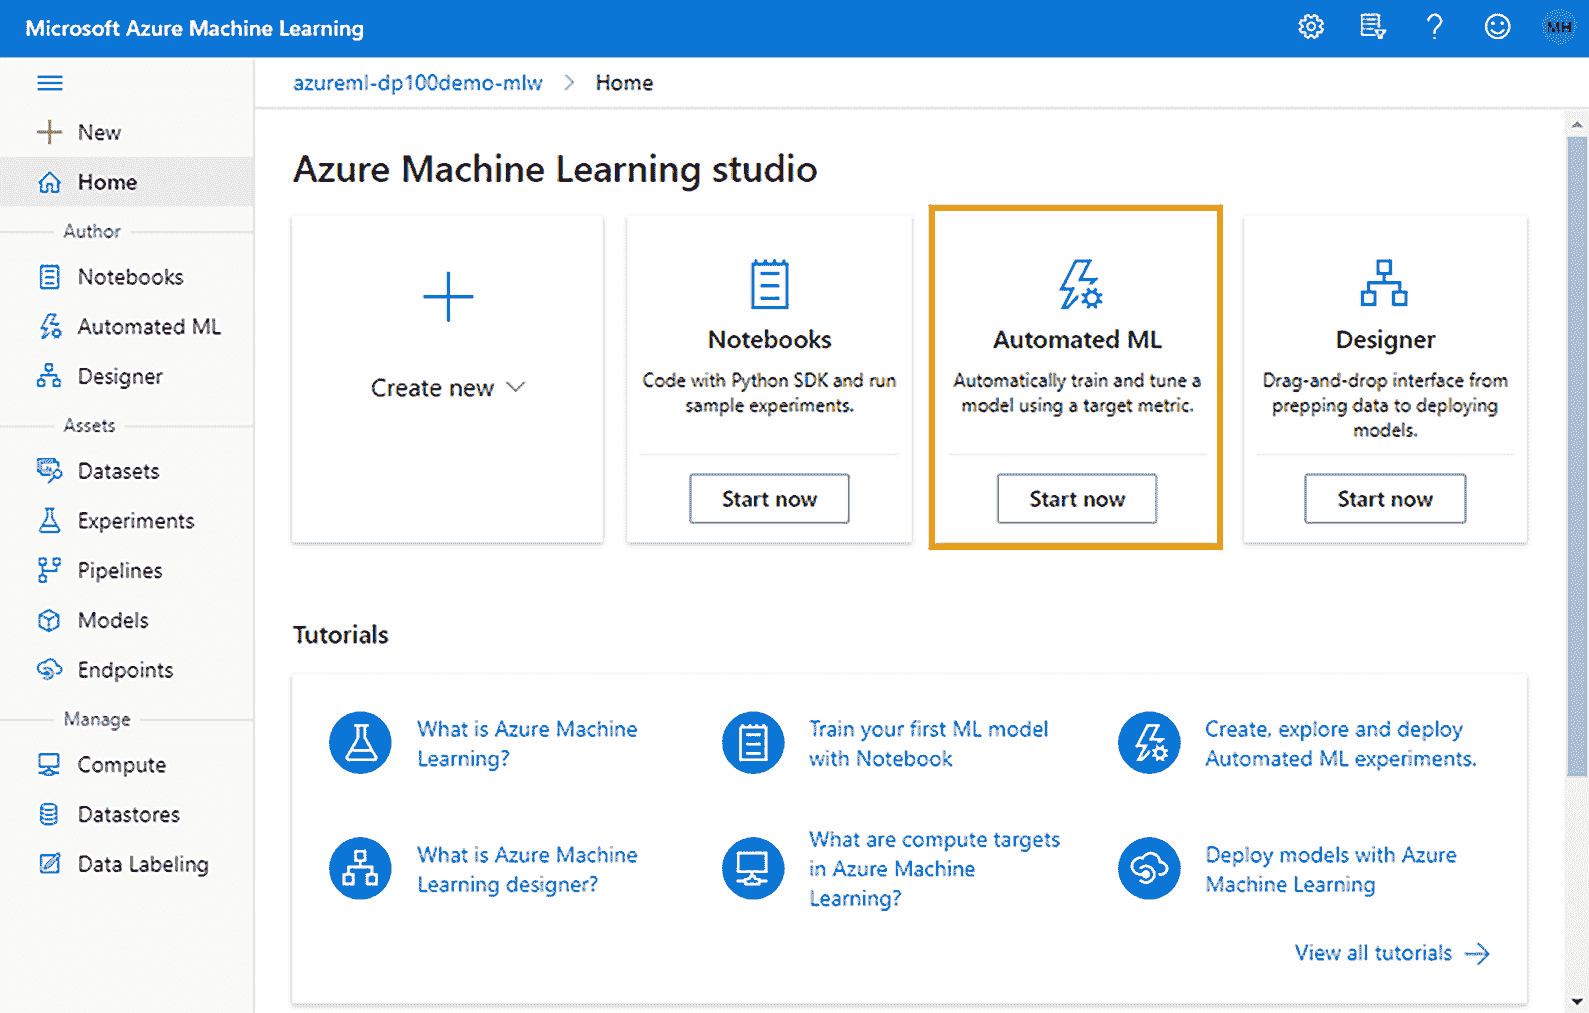 Microsoft Azure Machine Learning
MH
azureml-dp100demo-mlw > Home
New
Home
Author
Notebooks
Automated ML
Designer
Assets
Datasets
Experiments
Pipelines
Models
Endpoints
Manage
Compute
Datastores
Data Labeling
Azure Machine Learning studio
Create new
Notebooks
Code with Python SDK and run
sample experiments.
Start now
Automated ML
Automatically train and tune a
model using a target metric.
Start now
Designer
Drag-and-drop interface from
prepping data to deploying
models.
Start now
Tutorials
What is Azure Machine
Learning?
Train your first ML model
with Notebook
Create, explore and deploy
Automated ML experiments.
What is Azure Machine
Learning designer?
What are compute targets
in Azure Machine
Learning?
Deploy models with Azure
Machine Learning
View all tutorials